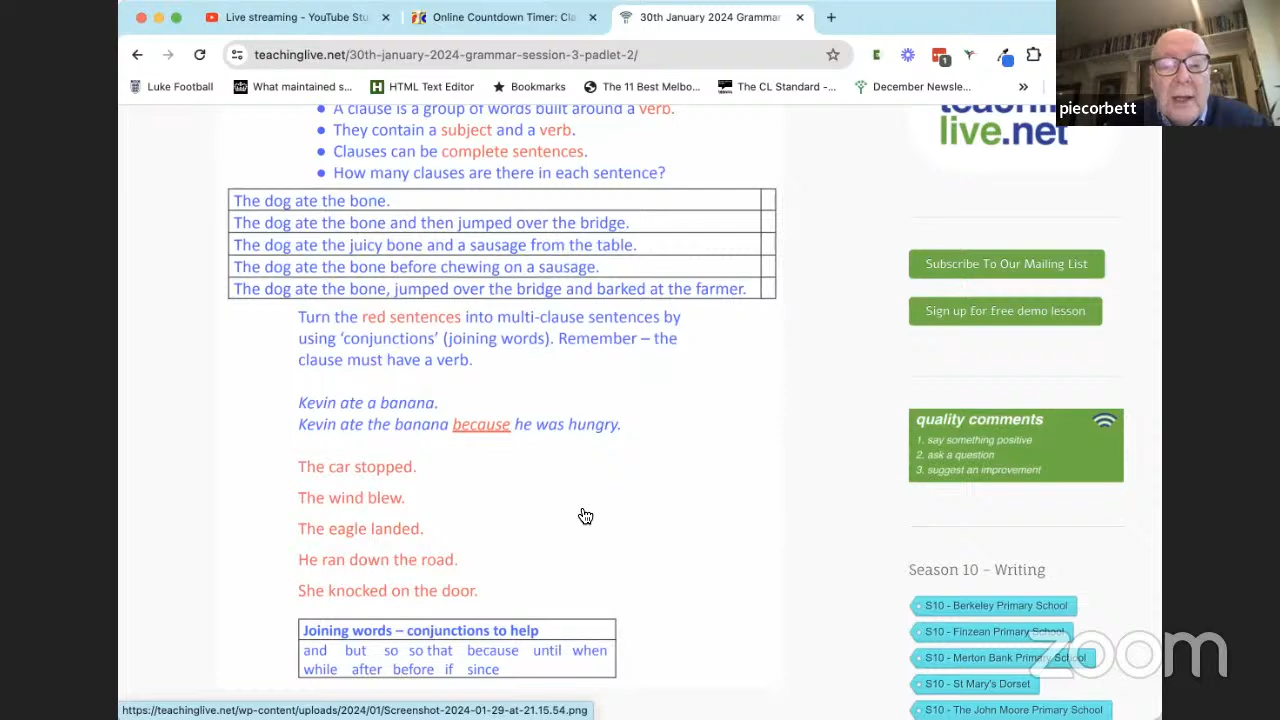 Live streaming - YouTube Stu
Online Countdown Timer: Cla
30th January 2024 Grammar
teachinglive.net/30th-january-2024-grammar-session-3-padlet-2/
Luke Football
What maintained s...
HTML Text Editor
Bookmarks
The 11 Best Melbo...
The CL Standard -...
December Newsle...
»
piecorbett
live.net
A clause is a group of words built around a verb.
They contain a subject and a verb.
Clauses can be complete sentences.
How many clauses are there in each sentence?
The dog ate the bone.
The dog ate the bone and then jumped over the bridge.
The dog ate the juicy bone and a sausage from the table.
The dog ate the bone before chewing on a sausage.
The dog ate the bone, jumped over the bridge and barked at the farmer.
Turn the red sentences into multi-clause sentences by
using ‘conjunctions’ (joining words). Remember – the
clause must have a verb.
Kevin ate a banana.
Kevin ate the banana because he was hungry.
The car stopped.
The wind blew.
The eagle landed.
He ran down the road.
She knocked on the door.
Joining words – conjunctions to help
and but so so that because until when
while after before if since
Subscribe To Our Mailing List
Sign up for free demo lesson
quality comments
1. say something positive
2. ask a question
3. suggest an improvement
Season 10 – Writing
S10 - Berkeley Primary School
S10 - Finzean Primary School
S10 - Merton Bank Primary School
S10 - St Mary's Dorset
S10 - The John Moore Primary School
zoom
https://teachinglive.net/wp-content/uploads/2024/01/Screenshot-2024-01-29-at-21.15.54.png